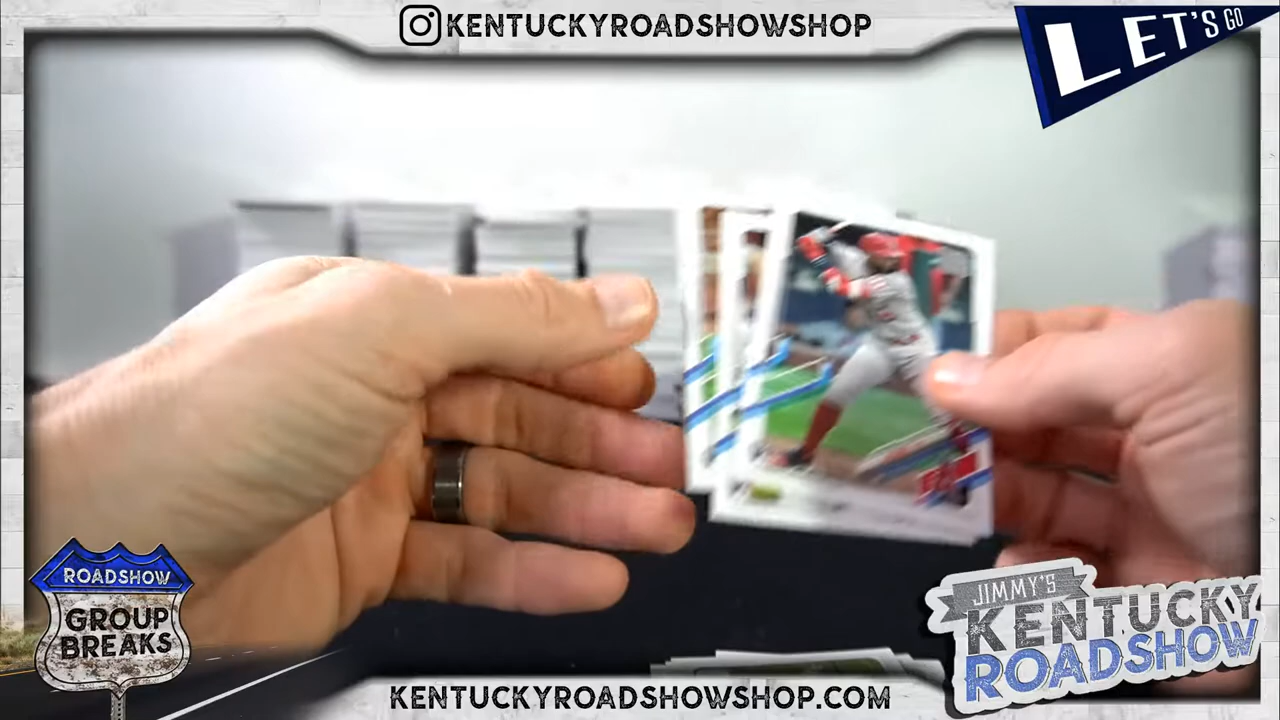 KENTUCKYROADSHOWSHOP
LET'S GO
ROADSHOW
GROUP
BREAKS
JIMMY'S
KENTUCKY
ROADSHOW
KENTUCKYROADSHOWSHOP.COM